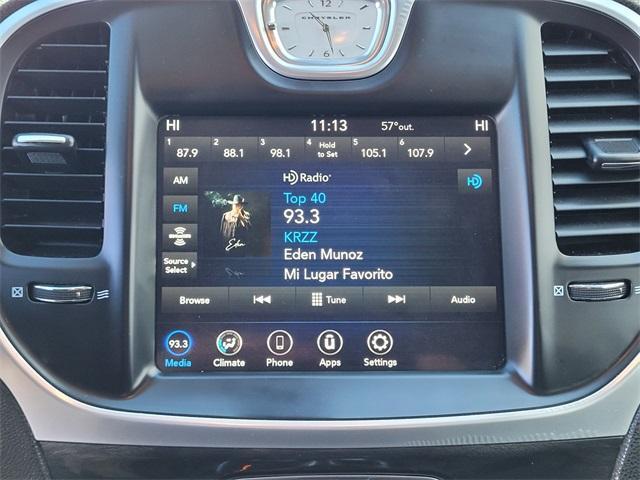 12
CHRYSLER
HI 11:13 57° out. HI
1 87.9 2 88.1 3 98.1 4 Hold to Set 5 105.1 6 107.9
AM
HD Radio
FM
Top 40
93.3
KRZZ
Eden Munoz
Source Select
Mi Lugar Favorito
Browse Tune Audio
93.3
Media Climate Phone Apps Settings